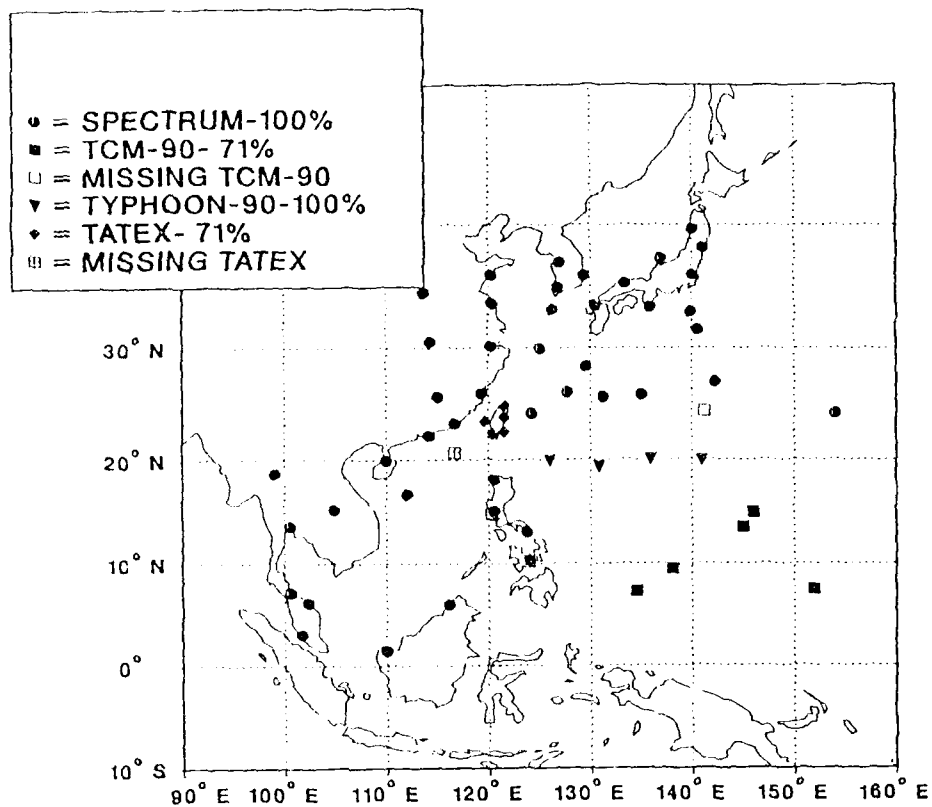 ● = SPECTRUM-100%
■ = TCM-90- 71%
□ = MISSING TCM-90
▼ = TYPHOON-90-100%
◆ = TATEX- 71%
⊞ = MISSING TATEX
30° N
20° N
10° N
0°
10° S
90° E 100° E 110° E 120° E 130° E 140° E 150° E 160° E